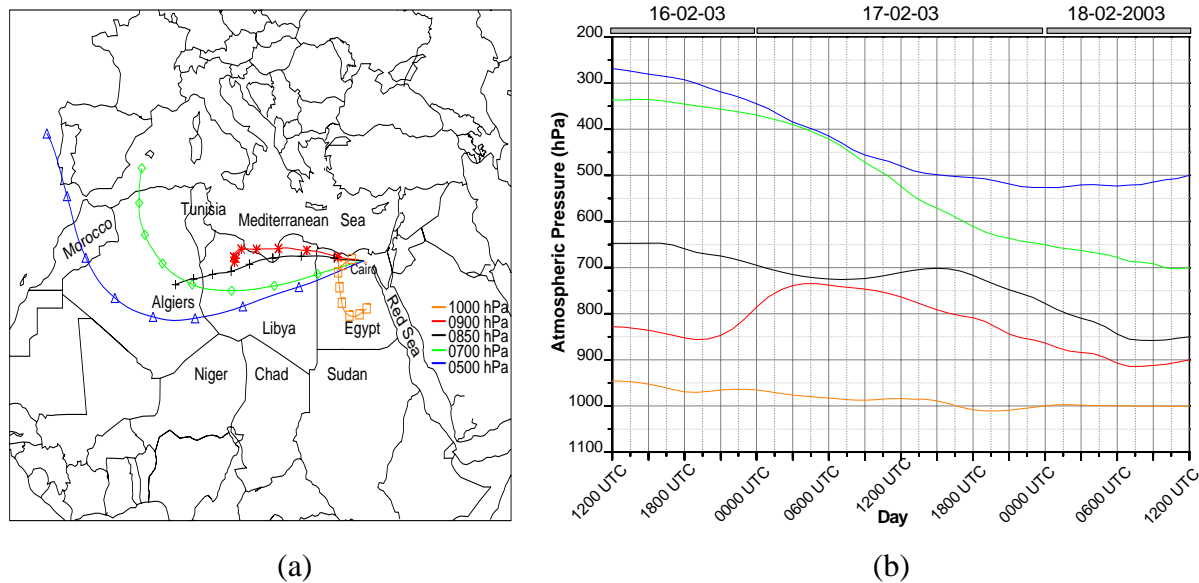 Tunisia
Mediterranean Sea
Morocco
Cairo
Algiers
Libya
Egypt
Red Sea
Niger
Chad
Sudan
1000 hPa
0900 hPa
0850 hPa
0700 hPa
0500 hPa
(a)
16-02-03 17-02-03 18-02-2003
Atmospheric Pressure (hPa)
200
300
400
500
600
700
800
900
1000
1100
1200 UTC
1800 UTC
0000 UTC
0600 UTC
1200 UTC
1800 UTC
0000 UTC
0600 UTC
1200 UTC
Day
(b)